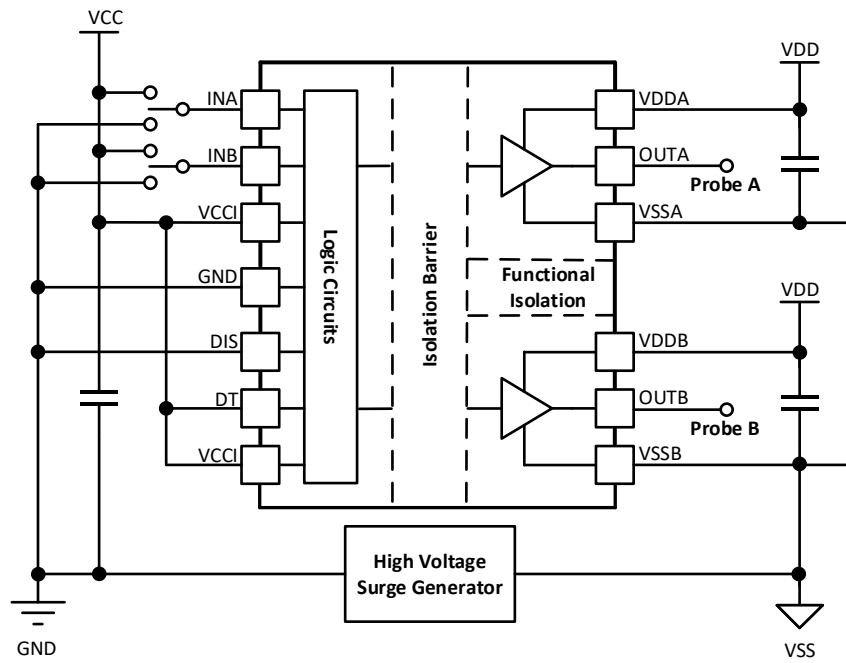 VCC
VDD
INA
VDDA
INB
OUTA
Probe A
VCCI
VSSA
Logic Circuits
Isolation Barrier
GND
Functional
Isolation
VDD
DIS
VDDB
DT
OUTB
Probe B
VCCI
VSSB
High Voltage
Surge Generator
GND
VSS